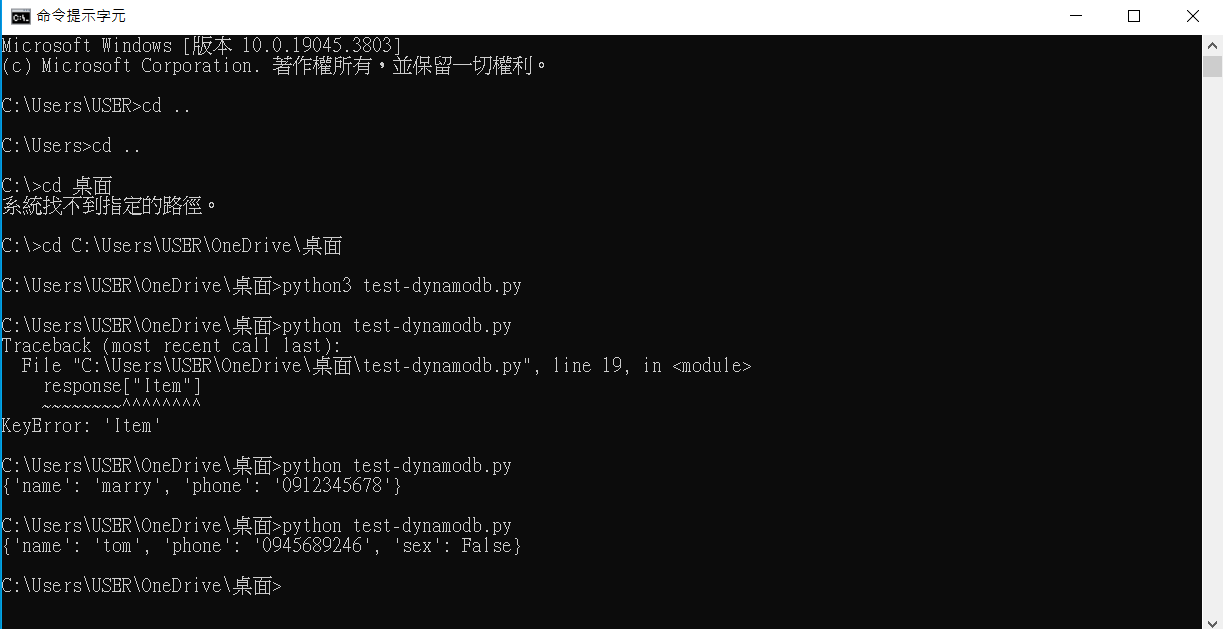 命令提示字元
Microsoft Windows [版本 10.0.19045.3803]
(c) Microsoft Corporation. 著作權所有，並保留一切權利。
C:\Users\USER>cd ..
C:\Users>cd ..
C:\>cd 桌面
系統找不到指定的路徑。
C:\>cd C:\Users\USER\OneDrive\桌面
C:\Users\USER\OneDrive\桌面>python3 test-dynamodb.py
C:\Users\USER\OneDrive\桌面>python test-dynamodb.py
Traceback (most recent call last):
  File "C:\Users\USER\OneDrive\桌面\test-dynamodb.py", line 19, in <module>
    response["Item"]
    ~~~~~~~~^^^^^^^^
KeyError: 'Item'
C:\Users\USER\OneDrive\桌面>python test-dynamodb.py
{'name': 'marry', 'phone': '0912345678'}
C:\Users\USER\OneDrive\桌面>python test-dynamodb.py
{'name': 'tom', 'phone': '0945689246', 'sex': False}
C:\Users\USER\OneDrive\桌面>